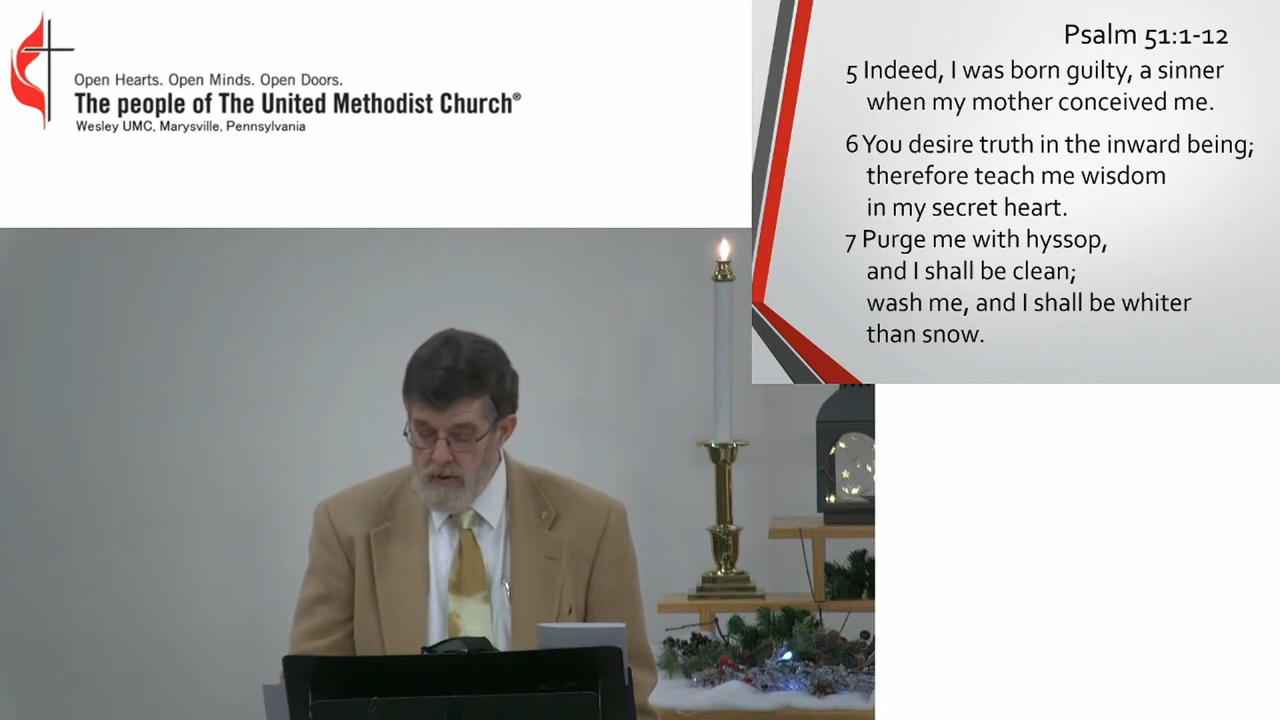 Open Hearts. Open Minds. Open Doors.
The people of The United Methodist Church®
Wesley UMC, Marysville, Pennsylvania
Psalm 51:1-12
5 Indeed, I was born guilty, a sinner
when my mother conceived me.
6 You desire truth in the inward being;
therefore teach me wisdom
in my secret heart.
7 Purge me with hyssop,
and I shall be clean;
wash me, and I shall be whiter
than snow.